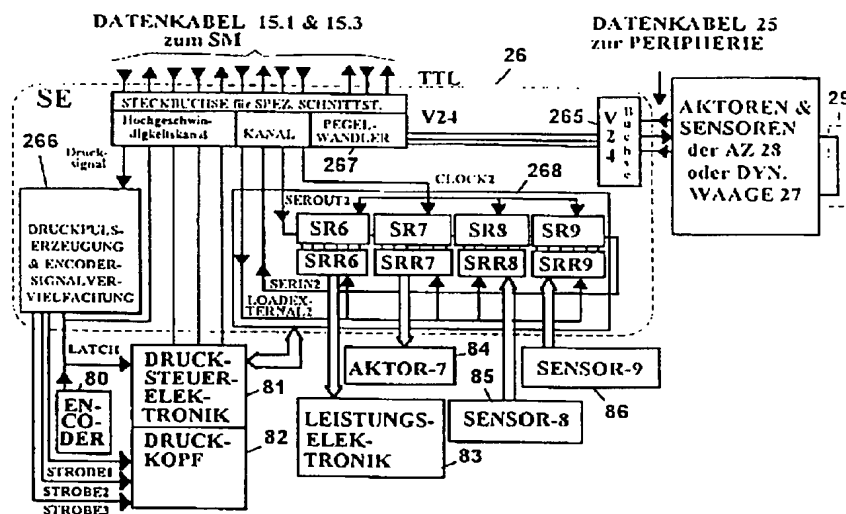 DATENKABEL 15.1 & 15.3
zum SM
DATENKABEL 25
zur PERIPHERIE
26
TTL
SE
STECKBUCHSE für SPEZ. SCHNITTST.
V24
265
Hochgeschwin-
digkeitskanal
KANAL
PEGEL-
WANDLER
V24
Buchse
AKTOREN &
SENSOREN
der AZ 28
oder DYN.
WAAGE 27
266
Druck-
signal
267
268
CLOCK2
SEROUT2
DRUCKPULS-
ERZEUGUNG
& ENCODER-
SIGNALVER-
VIELFACHUNG
SR6
SR7
SR8
SR9
SRR6
SRR7
SRR8
SRR9
SERIN2
LOADEX-
TERNAL2
LATCH
80
EN-
CODER
DRUCK-
STEUER-
ELEK-
TRONIK
81
AKTOR-7
84
SENSOR-9
86
85
SENSOR-8
LEISTUNGS-
ELEK-
TRONIK
83
DRUCK-
KOPF
82
STROBE1
STROBE2
STROBE3